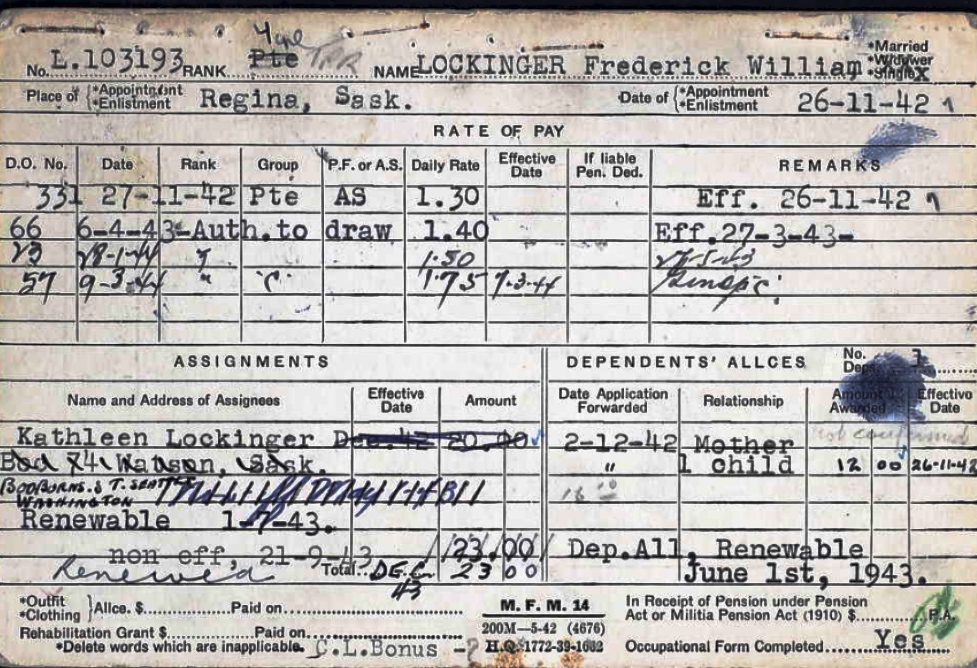 No. L.103193 RANK Pte TPR NAME LOCKINGER Frederick William *Married *Widower *Single X
Place of { *Appointment *Enlistment Regina, Sask. Date of { *Appointment *Enlistment 26-11-42
RATE OF PAY
D.O. No. Date Rank Group P.F. or A.S. Daily Rate Effective Date If liable Pen. Ded. REMARKS
331 27-11-42 Pte AS 1.30 Eff. 26-11-42
66 6-4-43 Auth.to draw 1.40 Eff.27-3-43-
1.50
57 9-3-44 " "C" 1.75 7-3-44
ASSIGNMENTS DEPENDENTS' ALLCES No. Dep. 1
Name and Address of Assignees Effective Date Amount Date Application Forwarded Relationship Amount Awarded Effective Date
Kathleen Lockinger Dec.42 20.00 2-12-42 Mother not confirmed
Box 74, Watson, Sask. " 1 child 12 00 26-11-42
WASHINGTON
Renewable 1-7-43.
non eff, 21-9-43 23.00 Dep.All, Renewable
Renewed Total DEC 43 23 00 June 1st, 1943.
*Outfit *Clothing } Allce. $ Paid on M. F. M. 14 In Receipt of Pension under Pension Act or Militia Pension Act (1910) $ P.A.
Rehabilitation Grant $ Paid on 200M—5-42 (4676)
*Delete words which are inapplicable. C.L.Bonus -? H.Q. 1772-39-1682 Occupational Form Completed Yes